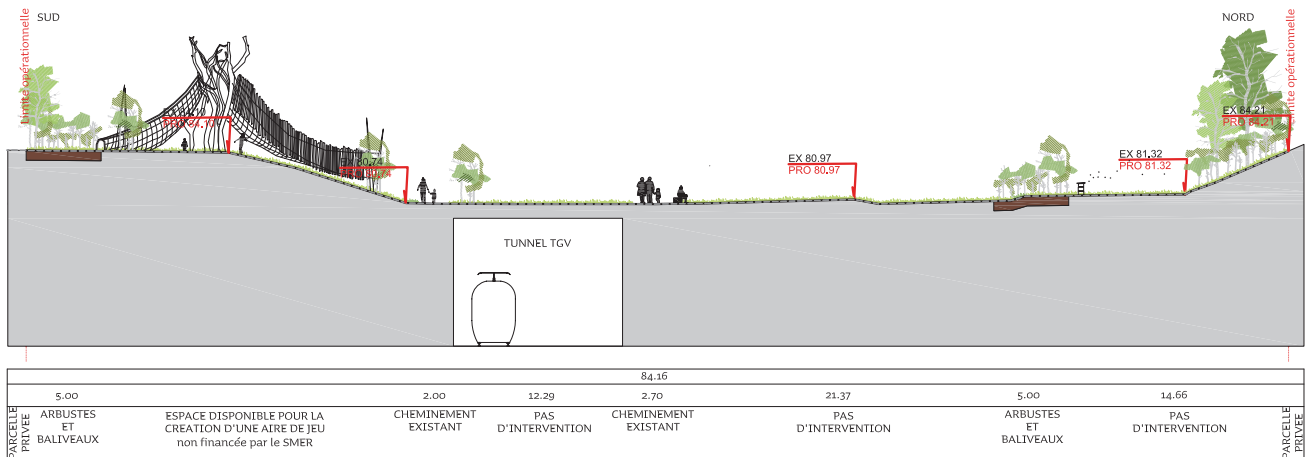 SUD
NORD
Limite opérationnelle
Limite opérationnelle
EX 84.21
PRO 84.21
80.74
EX 80.97
PRO 80.97
EX 81.32
PRO 81.32
TUNNEL TGV
84.16
5.00
2.00
12.29
2.70
21.37
5.00
14.66
PARCELLE
PRIVEE
ARBUSTES
ET
BALIVEAUX
ESPACE DISPONIBLE POUR LA
CREATION D'UNE AIRE DE JEU
non financée par le SMER
CHEMINEMENT
EXISTANT
PAS
D'INTERVENTION
CHEMINEMENT
EXISTANT
PAS
D'INTERVENTION
ARBUSTES
ET
BALIVEAUX
PAS
D'INTERVENTION
PARCELLE
PRIVEE